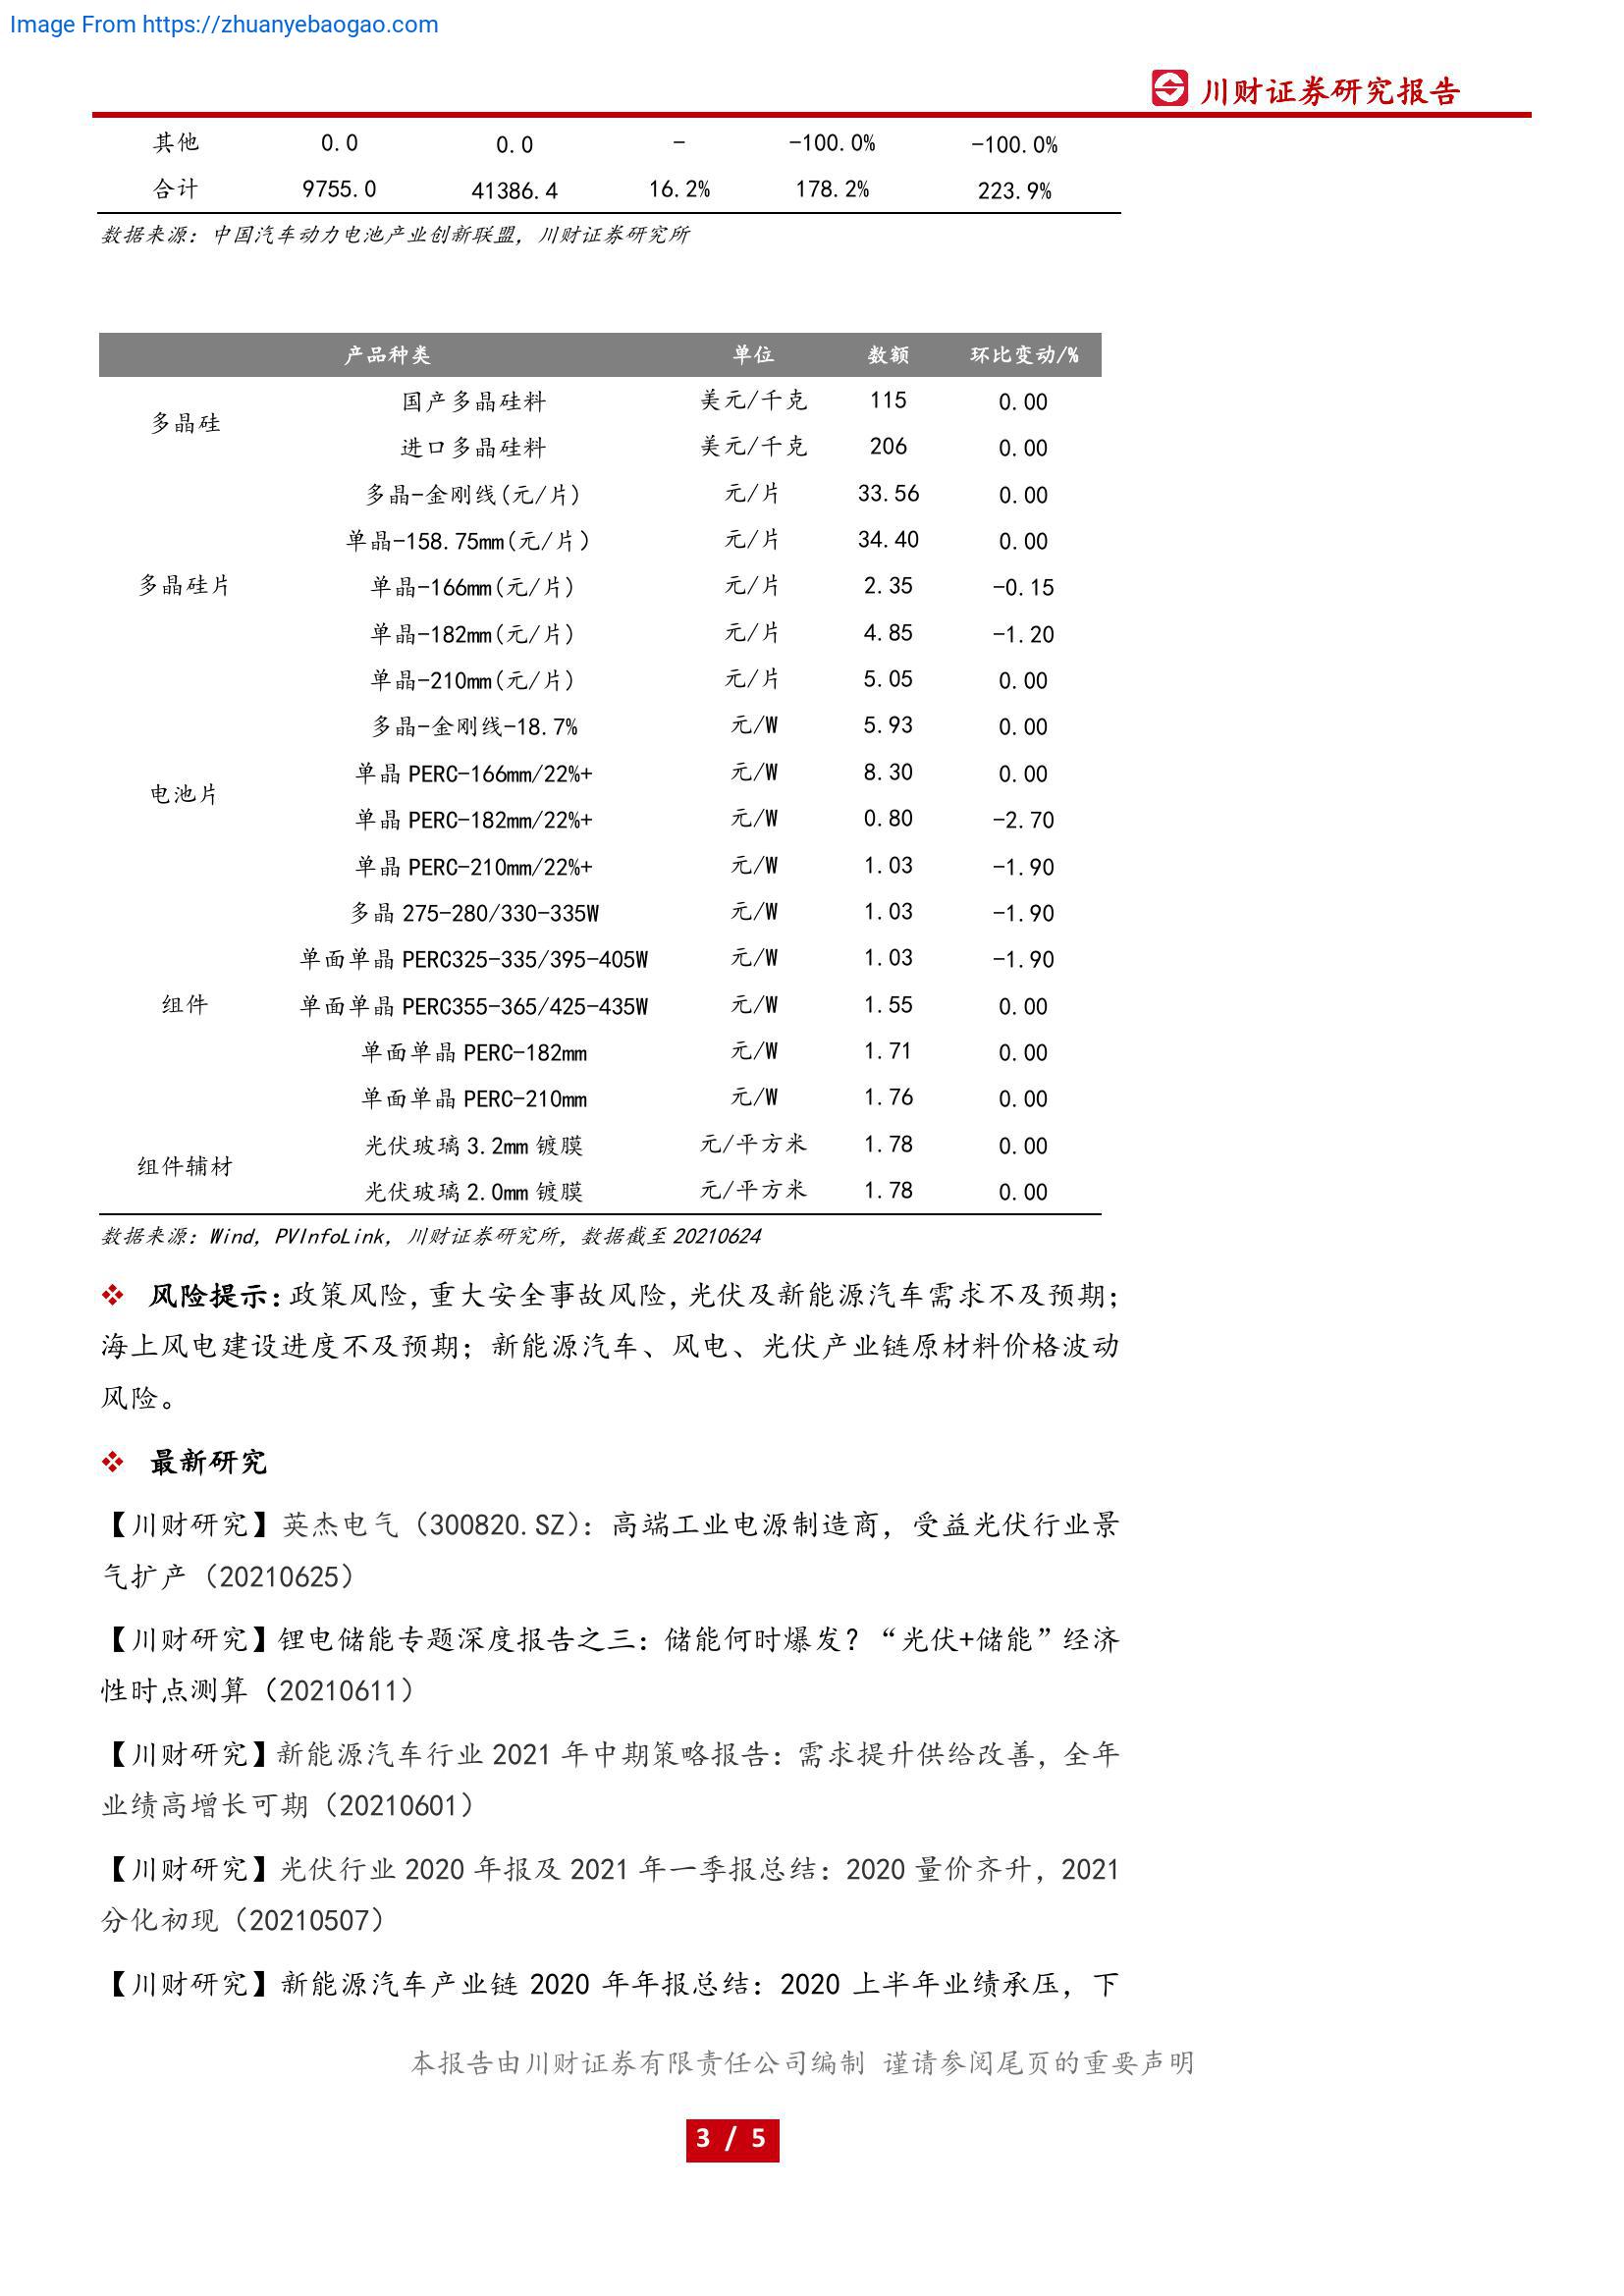 Image From https://zhuanyebaogao.com
川财证券研究报告
其他 0.0 0.0 - -100.0% -100.0%
合计 9755.0 41386.4 16.2% 178.2% 223.9%
数据来源：中国汽车动力电池产业创新联盟，川财证券研究所
产品种类 单位 数额 环比变动/%
多晶硅 国产多晶硅料 美元/千克 115 0.00
进口多晶硅料 美元/千克 206 0.00
多晶-金刚线(元/片) 元/片 33.56 0.00
单晶-158.75mm(元/片) 元/片 34.40 0.00
多晶硅片 单晶-166mm(元/片) 元/片 2.35 -0.15
单晶-182mm(元/片) 元/片 4.85 -1.20
单晶-210mm(元/片) 元/片 5.05 0.00
多晶-金刚线-18.7% 元/W 5.93 0.00
电池片 单晶 PERC-166mm/22%+ 元/W 8.30 0.00
单晶 PERC-182mm/22%+ 元/W 0.80 -2.70
单晶 PERC-210mm/22%+ 元/W 1.03 -1.90
多晶 275-280/330-335W 元/W 1.03 -1.90
单面单晶 PERC325-335/395-405W 元/W 1.03 -1.90
组件 单面单晶 PERC355-365/425-435W 元/W 1.55 0.00
单面单晶 PERC-182mm 元/W 1.71 0.00
单面单晶 PERC-210mm 元/W 1.76 0.00
组件辅材 光伏玻璃 3.2mm 镀膜 元/平方米 1.78 0.00
光伏玻璃 2.0mm 镀膜 元/平方米 1.78 0.00
数据来源：Wind，PVInfoLink，川财证券研究所，数据截至 20210624
❖ 风险提示：政策风险，重大安全事故风险，光伏及新能源汽车需求不及预期；
海上风电建设进度不及预期；新能源汽车、风电、光伏产业链原材料价格波动
风险。
❖ 最新研究
【川财研究】英杰电气（300820.SZ）：高端工业电源制造商，受益光伏行业景
气扩产（20210625）
【川财研究】锂电储能专题深度报告之三：储能何时爆发？“光伏+储能”经济
性时点测算（20210611）
【川财研究】新能源汽车行业 2021 年中期策略报告：需求提升供给改善，全年
业绩高增长可期（20210601）
【川财研究】光伏行业 2020 年报及 2021 年一季报总结：2020 量价齐升，2021
分化初现（20210507）
【川财研究】新能源汽车产业链 2020 年年报总结：2020 上半年业绩承压，下
本报告由川财证券有限责任公司编制 谨请参阅尾页的重要声明
3 / 5